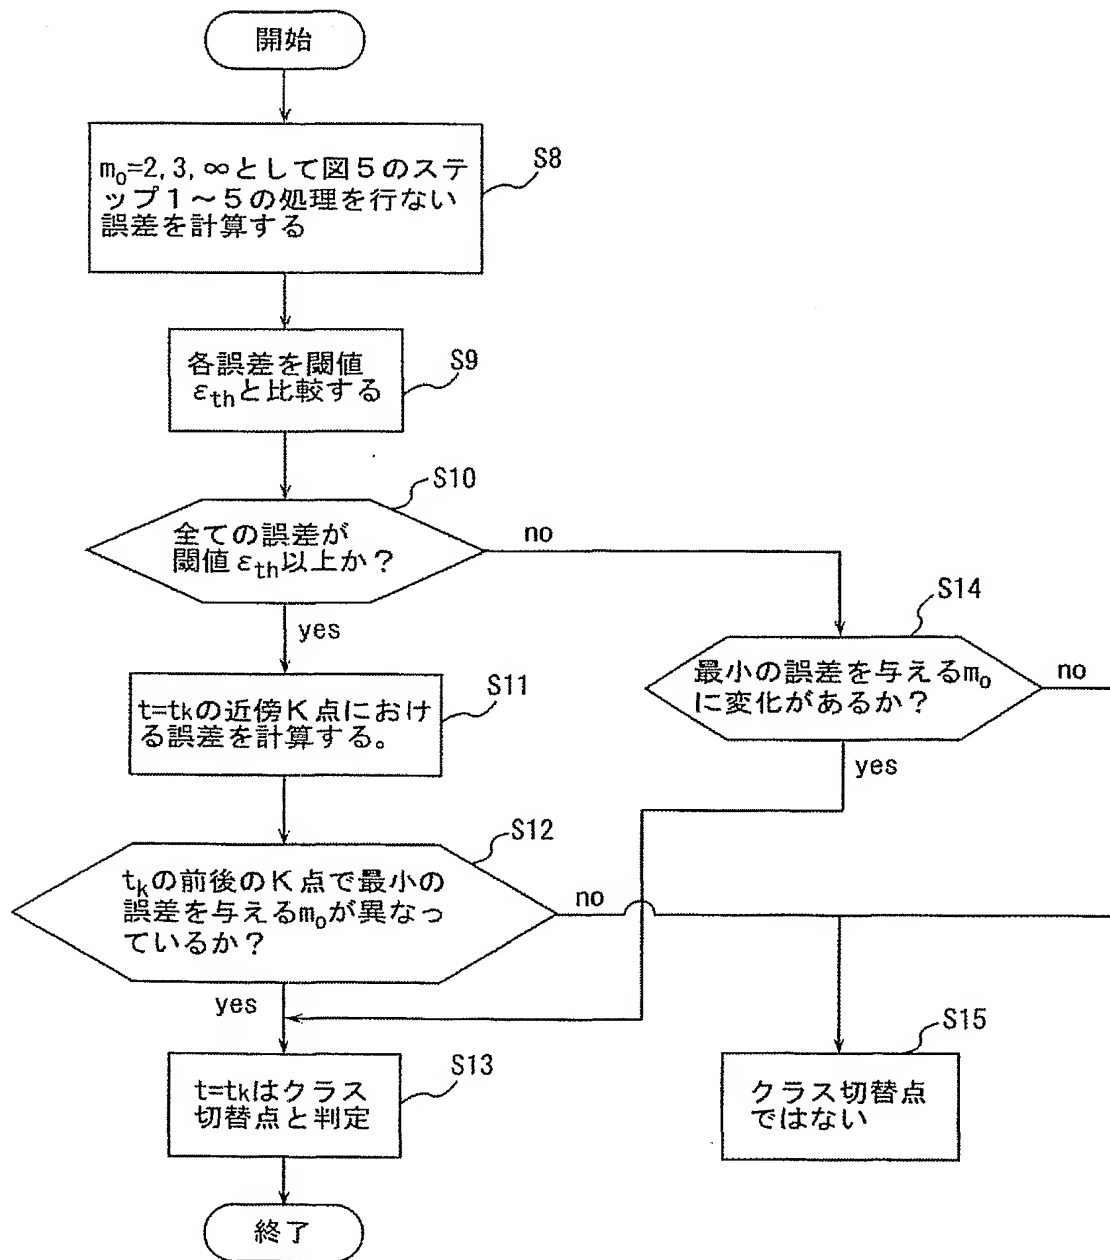 開始
m₀=2,3,∞として図5のステ
ップ1～5の処理を行ない
誤差を計算する
S8
各誤差を閾値
ε_thと比較する
S9
S10
全ての誤差が
閾値ε_th以上か？
no
yes
S14
最小の誤差を与えるm₀
に変化があるか？
no
yes
S11
t=tkの近傍K点におけ
る誤差を計算する。
S12
t_kの前後のK点で最小の
誤差を与えるm₀が異なっ
ているか？
no
yes
S13
t=tkはクラス
切替点と判定
S15
クラス切替点
ではない
終了